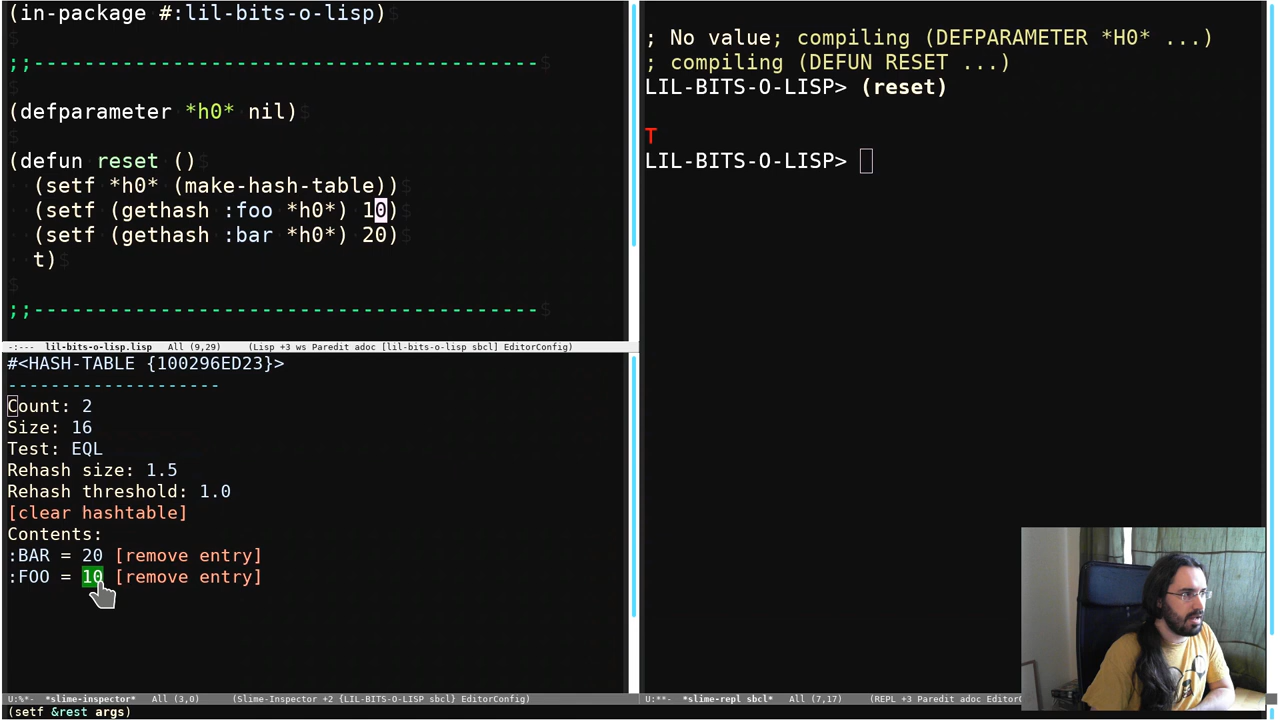 (in-package #:lil-bits-o-lisp)$
$
;;-----------------------------------------$
$
(defparameter *h0* nil)$
$
(defun reset ()$
(setf *h0* (make-hash-table))$
(setf (gethash :foo *h0*) 10)$
(setf (gethash :bar *h0*) 20)$
t)$
$
;;-----------------------------------------$
-:--- lil-bits-o-lisp.lisp All (9,29) (Lisp +3 ws Paredit adoc [lil-bits-o-lisp sbcl] EditorConfig)
#<HASH-TABLE {100296ED23}>
--------------------
Count: 2
Size: 16
Test: EQL
Rehash size: 1.5
Rehash threshold: 1.0
[clear hashtable]
Contents:
:BAR = 20 [remove entry]
:FOO = 10 [remove entry]
U:%*- *slime-inspector* All (3,0) (Slime-Inspector +2 {LIL-BITS-O-LISP sbcl} EditorConfig)
(setf &rest args)
; No value; compiling (DEFPARAMETER *H0* ...)
; compiling (DEFUN RESET ...)
LIL-BITS-O-LISP> (reset)
T
LIL-BITS-O-LISP>
U:**- *slime-repl sbcl* All (7,17) (REPL +3 Paredit adoc EditorC